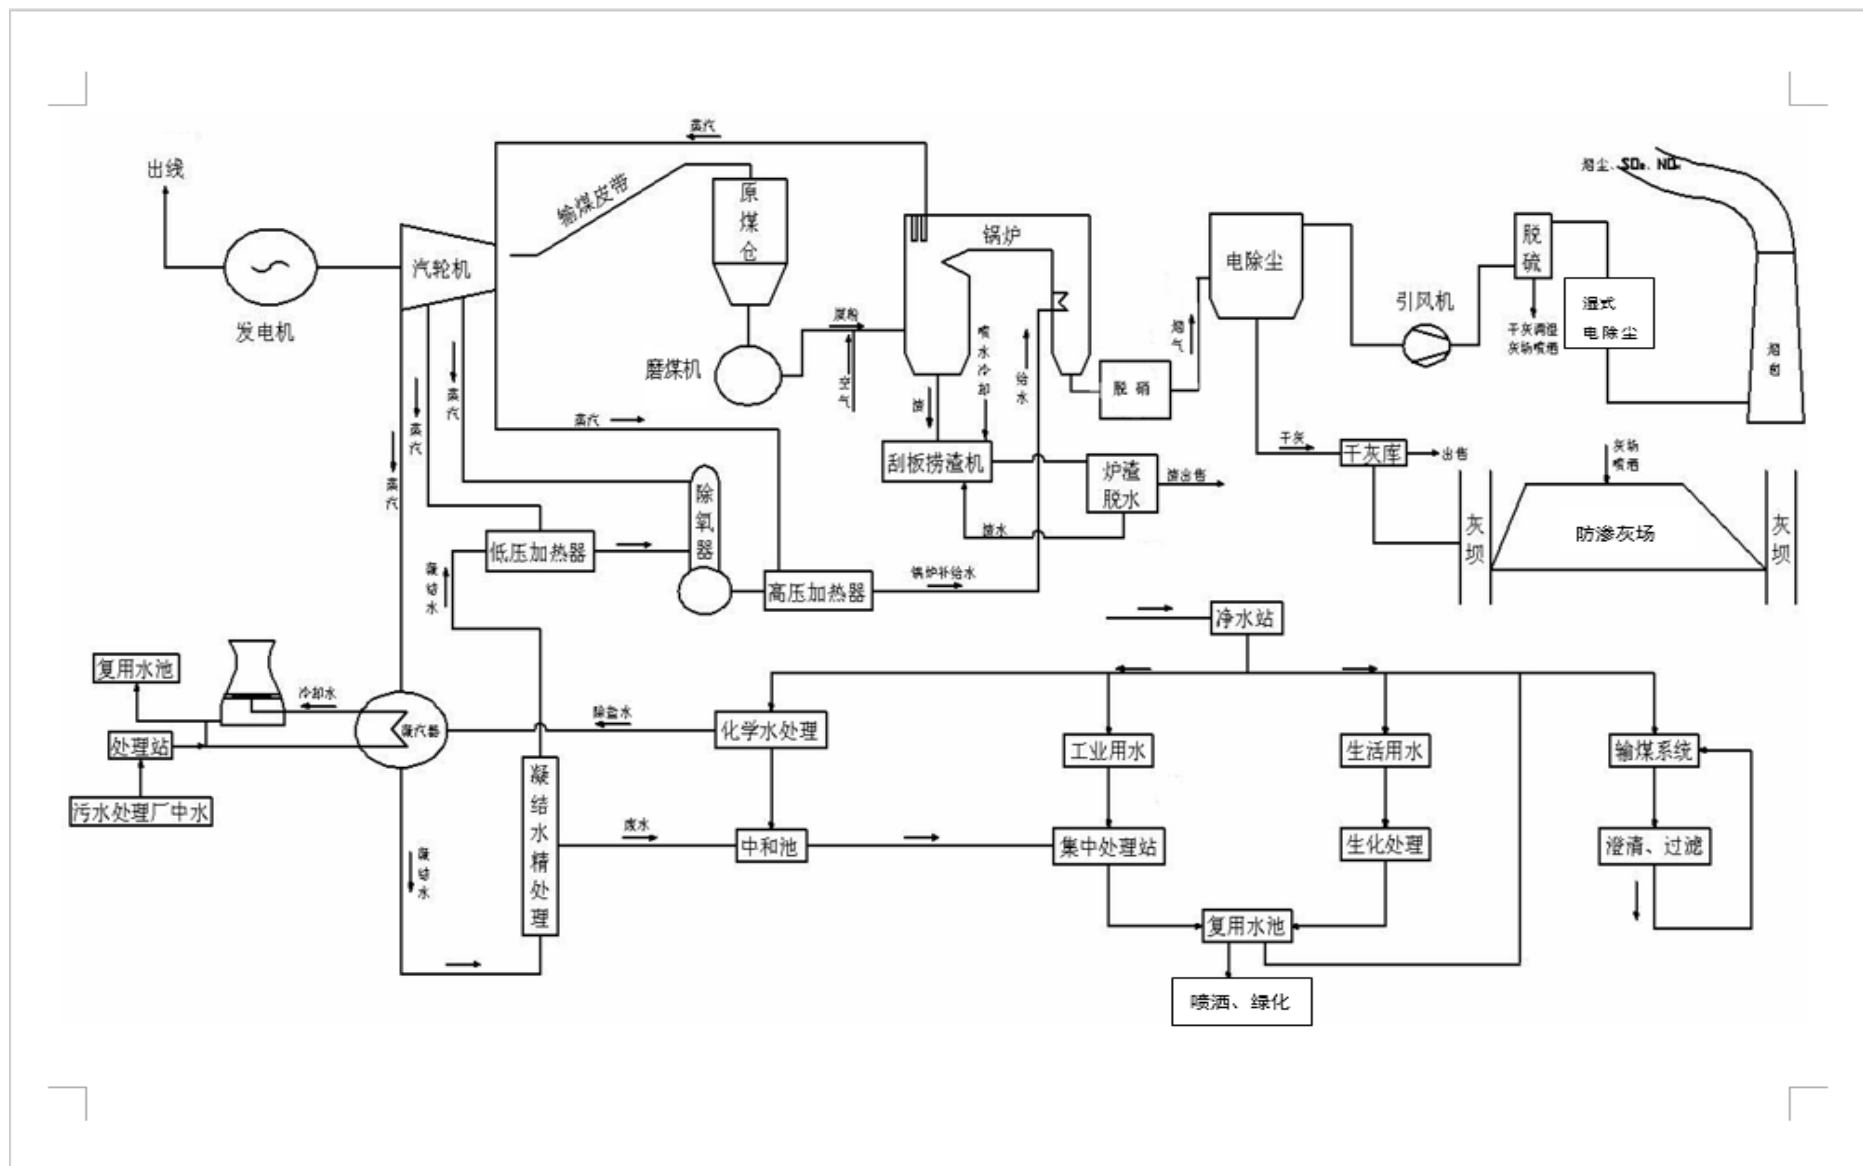 蒸汽
出线
烟尘、SO₂、NOₓ
输煤皮带
原煤仓
锅炉
脱硫
汽轮机
电除尘
引风机
湿式
电除尘
发电机
煤粉
空气
喷水冷却
给水
烟气
干灰调湿
灰场喷洒
烟囱
磨煤机
脱硝
渣
蒸汽
蒸汽
蒸汽
蒸汽
刮板捞渣机
炉渣
脱水
渣出售
渣水
干灰
干灰库
出售
灰场
喷洒
灰坝
防渗灰场
灰坝
除氧器
低压加热器
高压加热器
锅炉补给水
凝结水
净水站
复用水池
冷却水
处理站
凝汽器
除盐水
化学水处理
工业用水
生活用水
输煤系统
污水处理厂中水
凝结水精处理
废水
中和池
集中处理站
生化处理
澄清、过滤
凝结水
复用水池
喷洒、绿化